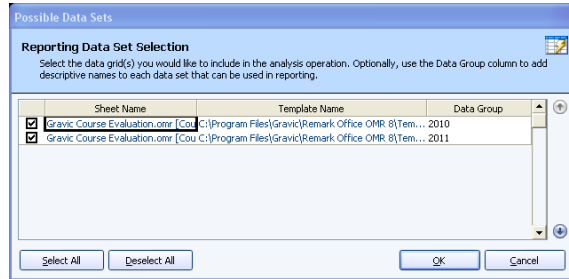 Possible Data Sets
Reporting Data Set Selection
Select the data grid(s) you would like to include in the analysis operation. Optionally, use the Data Group column to add
descriptive names to each data set that can be used in reporting.
Sheet Name Template Name Data Group
Gravic Course Evaluation.omr [Cou C:\Program Files\Gravic\Remark Office OMR 8\Tem... 2010
Gravic Course Evaluation.omr [Cou C:\Program Files\Gravic\Remark Office OMR 8\Tem... 2011
Select All Deselect All OK Cancel